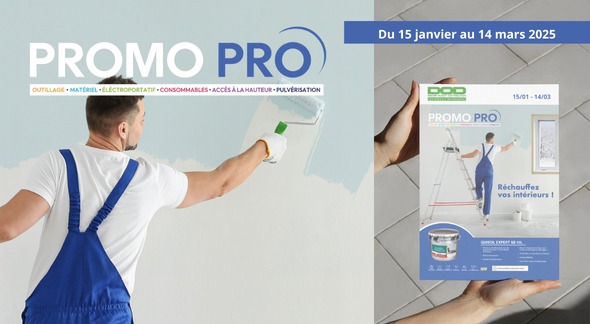 PROMO PRO
OUTILLAGE • MATÉRIEL • ÉLÉCTROPORTATIF • CONSOMMABLES • ACCÈS À LA HAUTEUR • PULVÉRISATION
Du 15 janvier au 14 mars 2025
DOD
15/01 - 14/03
PROMO PRO
Réchauffez
vos intérieurs !